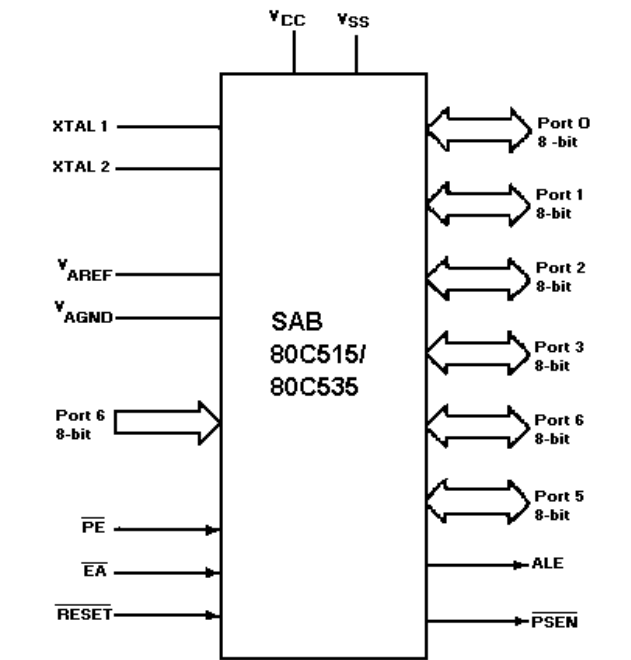 VCC
VSS
XTAL 1
XTAL 2
VAREF
VAGND
Port 6
8-bit
PE
EA
RESET
SAB
80C515/
80C535
Port 0
8 -bit
Port 1
8-bit
Port 2
8-bit
Port 3
8-bit
Port 6
8-bit
Port 5
8-bit
ALE
PSEN